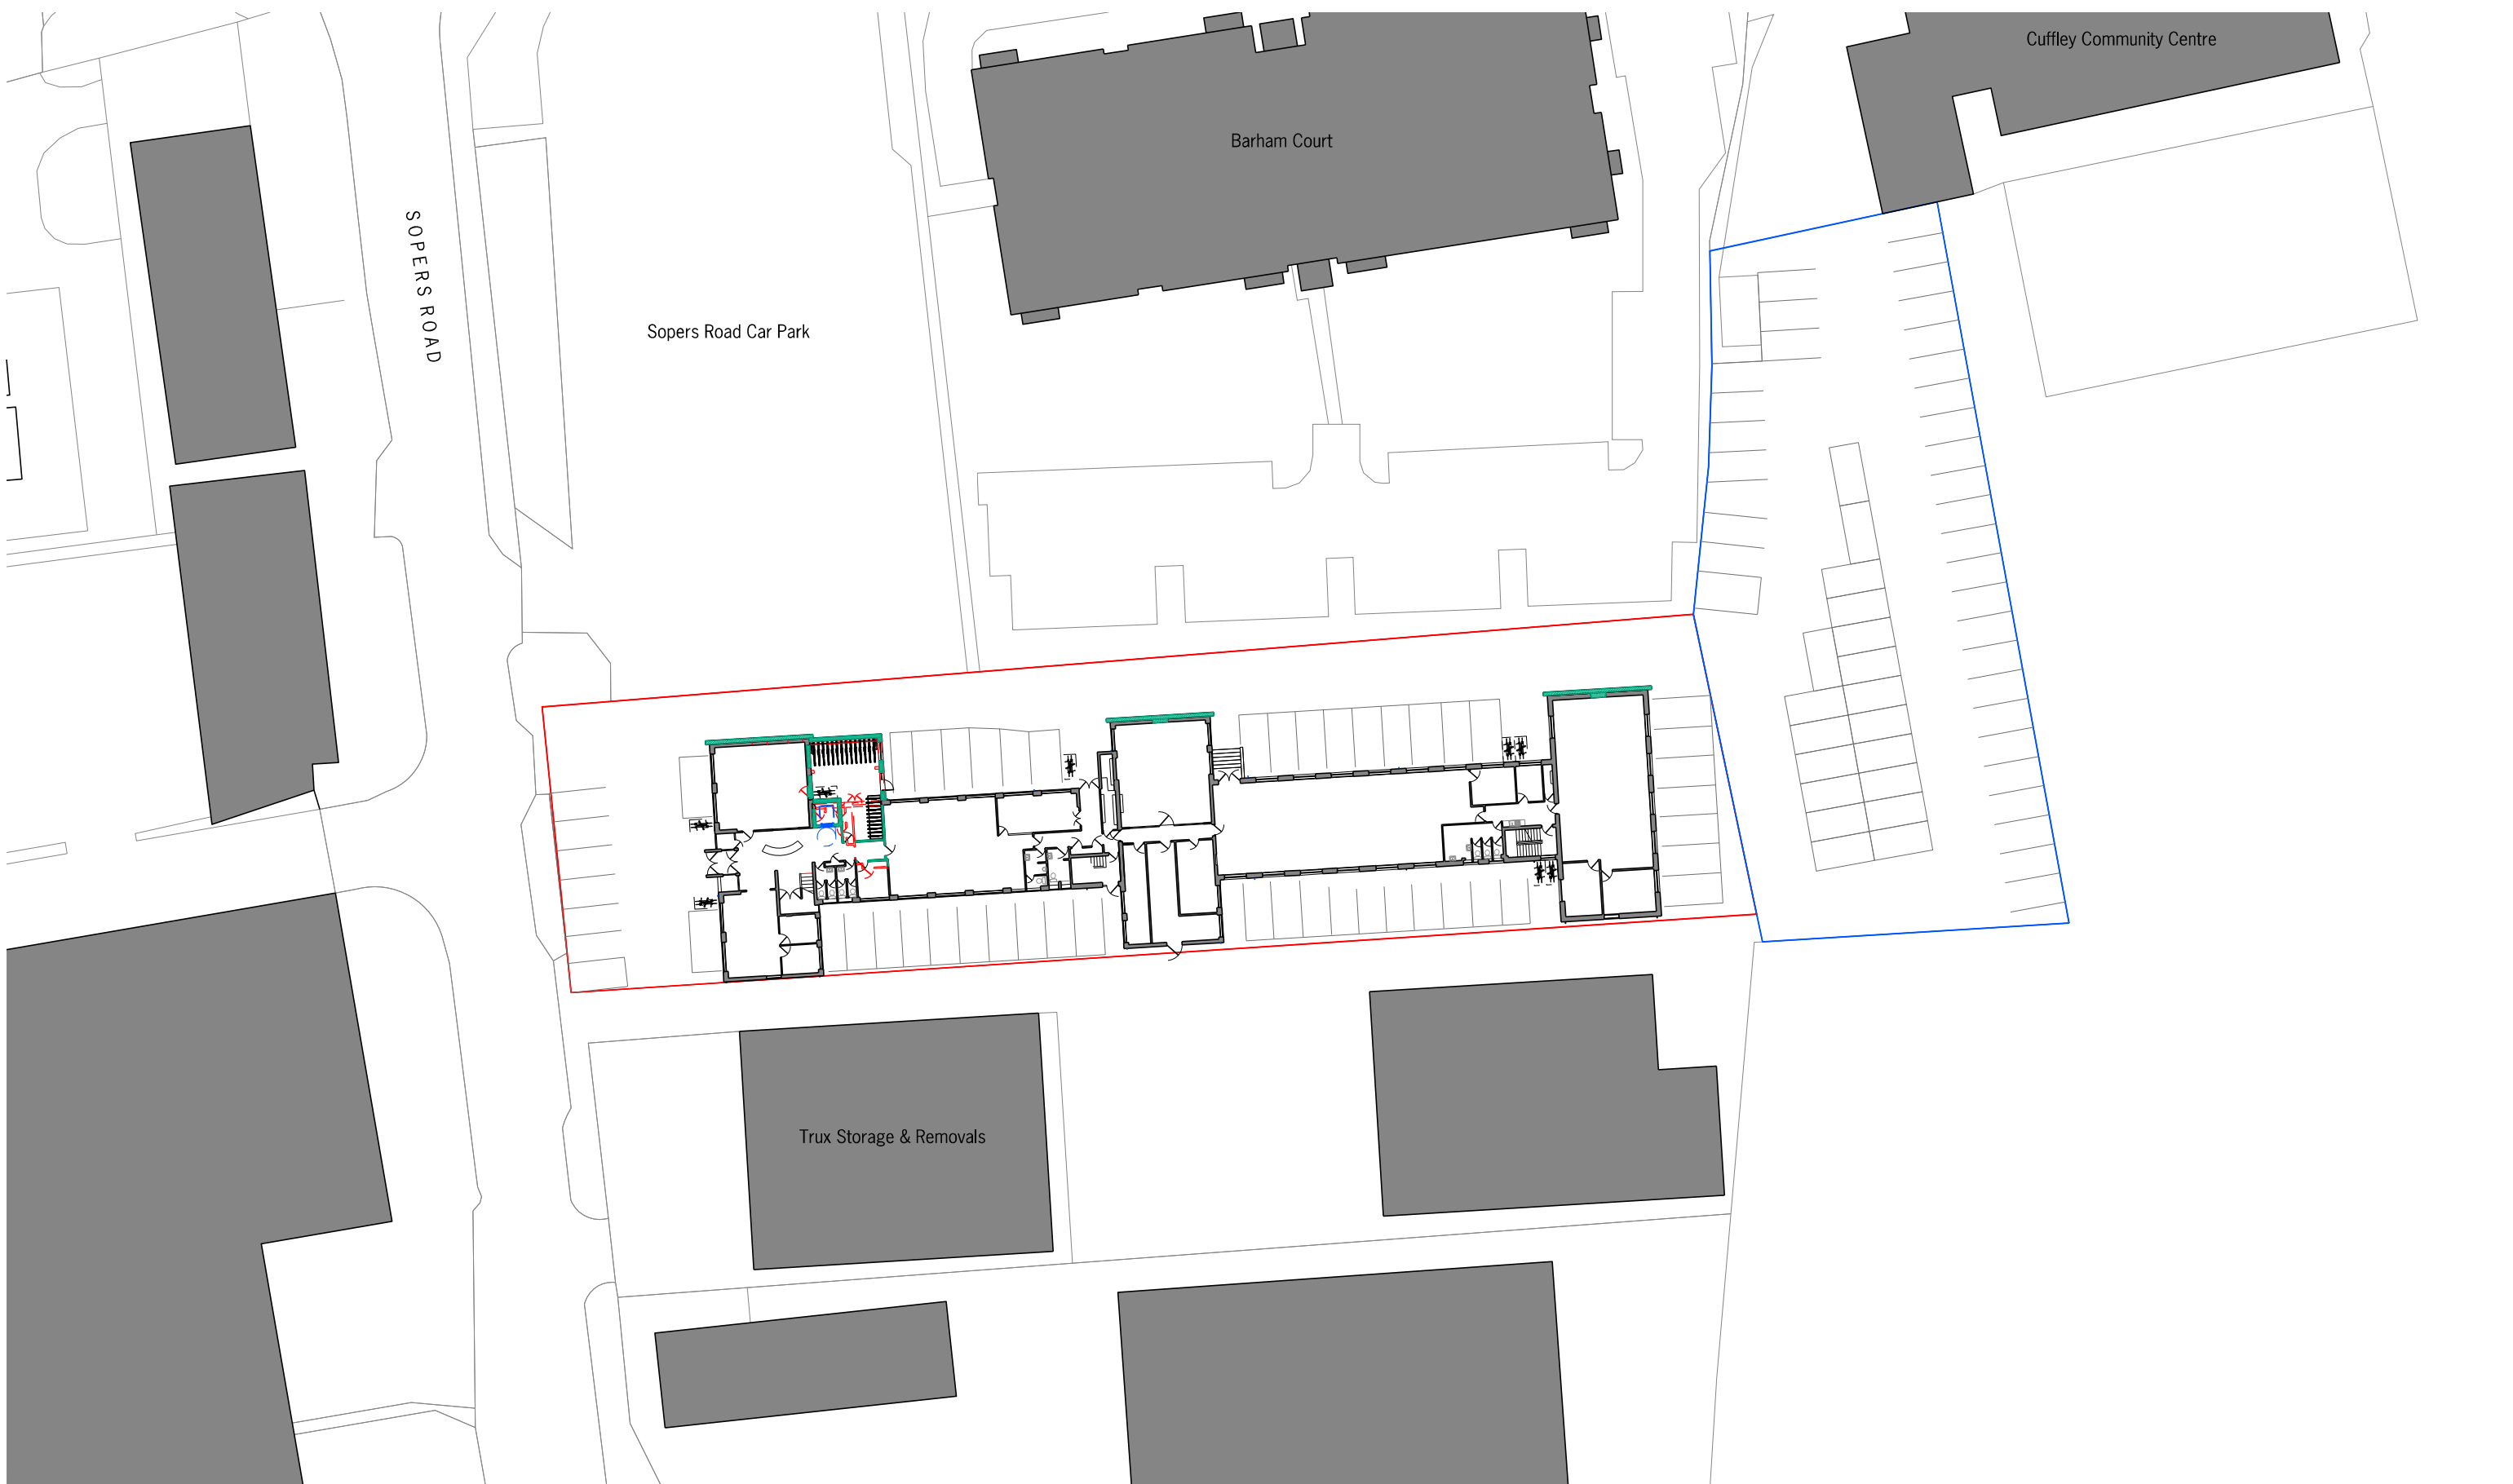 Cuffley Community Centre
Barham Court
SOPERS ROAD
Sopers Road Car Park
Trux Storage & Removals